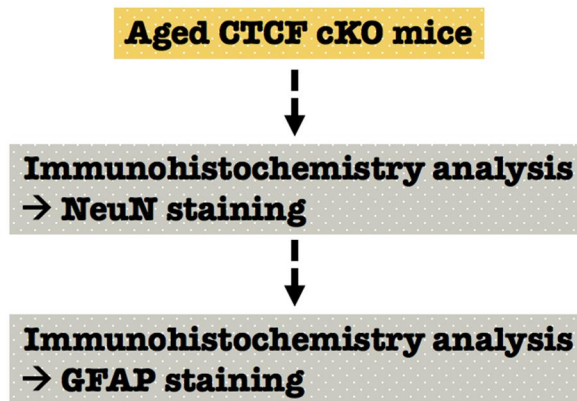 Aged CTCF cKO mice
Immunohistochemistry analysis
→ NeuN staining
Immunohistochemistry analysis
→ GFAP staining